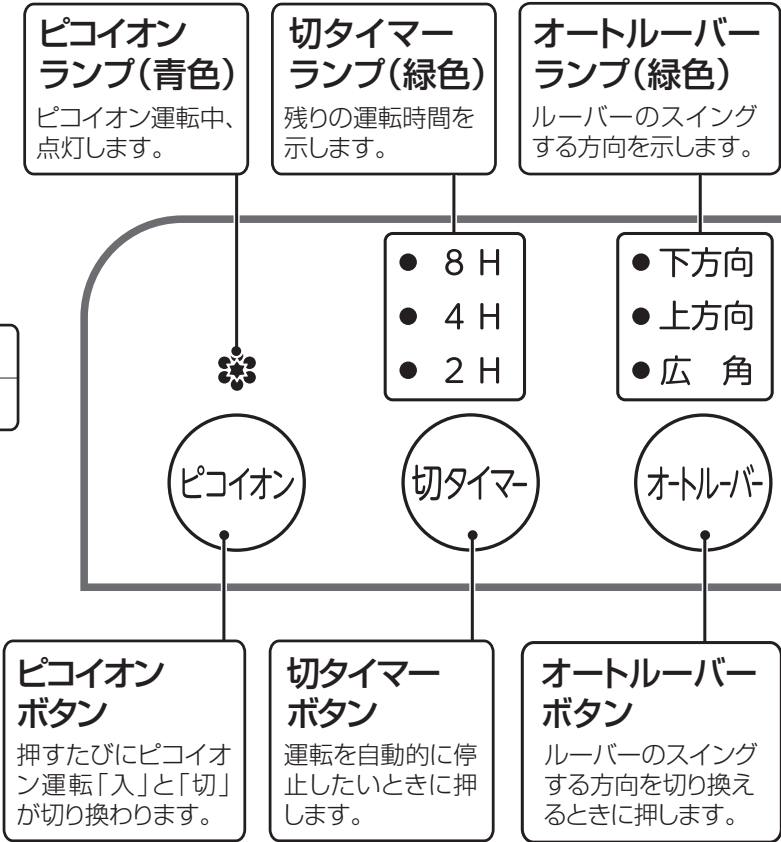 ピコイオン
ランプ(青色)
ピコイオン運転中、
点灯します。
切タイマー
ランプ(緑色)
残りの運転時間を
示します。
オートルーバー
ランプ(緑色)
ルーバーのスイング
する方向を示します。
8 H
4 H
2 H
下方向
上方向
広 角
ピコイオン
切タイマー
オートルーバー
ピコイオン
ボタン
押すたびにピコイオ
ン運転「入」と「切」
が切り換わります。
切タイマー
ボタン
運転を自動的に停
止したいときに押
します。
オートルーバー
ボタン
ルーバーのスイング
する方向を切り換え
るときに押します。